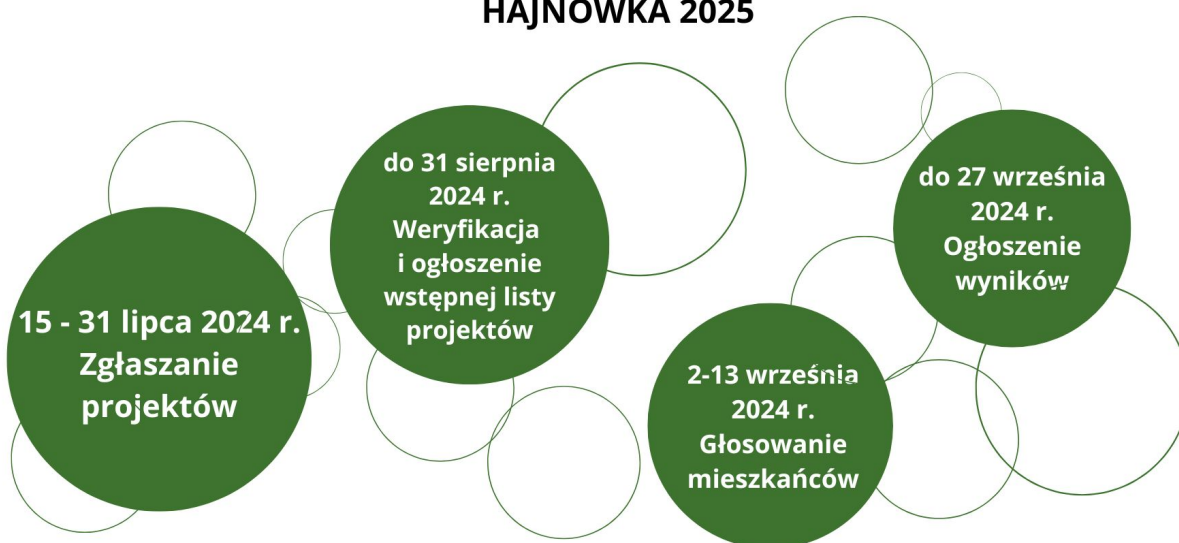 HAJNÓWKA 2025
15 - 31 lipca 2024 r.
Zgłaszanie
projektów
do 31 sierpnia
2024 r.
Weryfikacja
i ogłoszenie
wstępnej listy
projektów
2-13 września
2024 r.
Głosowanie
mieszkańców
do 27 września
2024 r.
Ogłoszenie
wyników